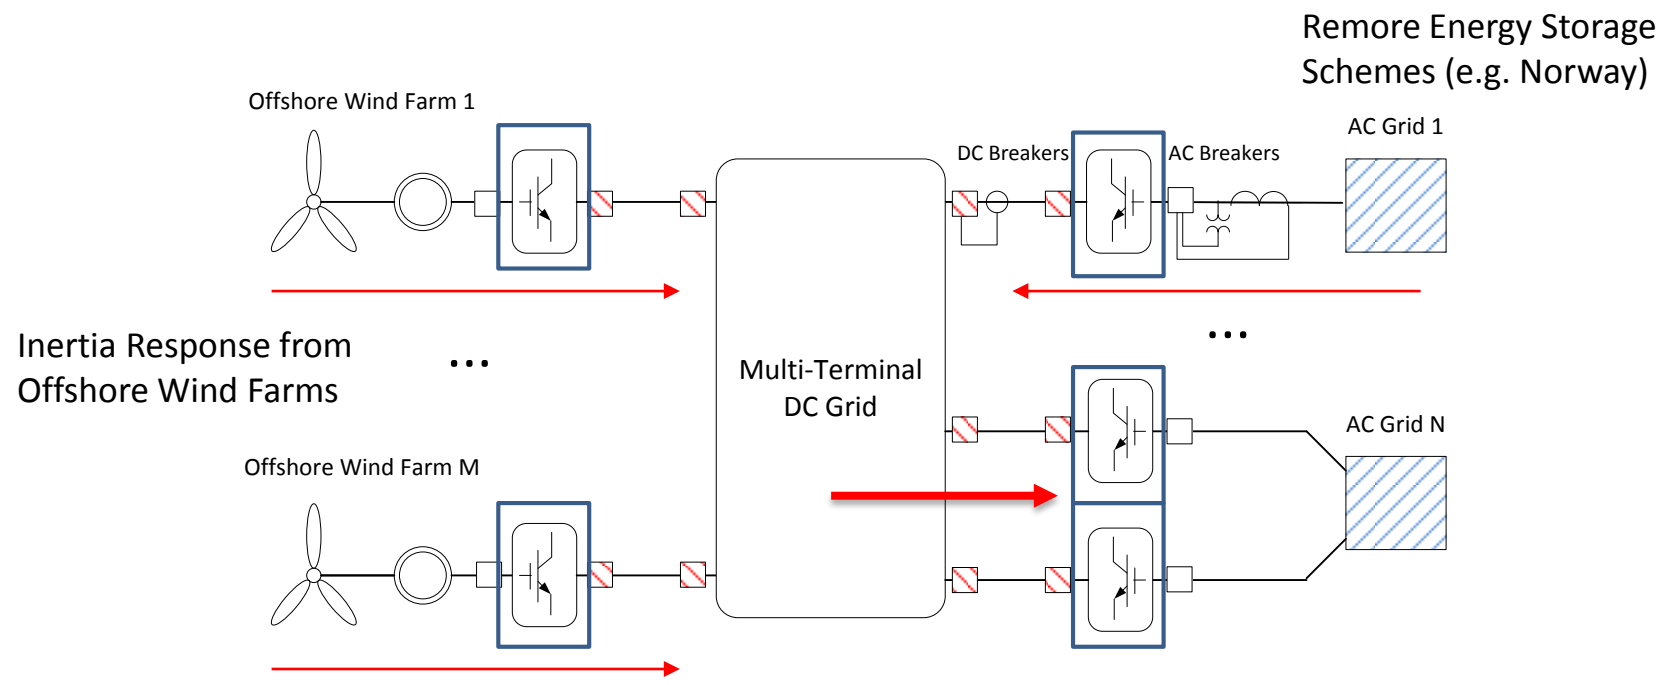 Remore Energy Storage
Schemes (e.g. Norway)
Offshore Wind Farm 1
AC Grid 1
DC Breakers
AC Breakers
Inertia Response from
Offshore Wind Farms
...
...
Multi-Terminal
DC Grid
AC Grid N
Offshore Wind Farm M